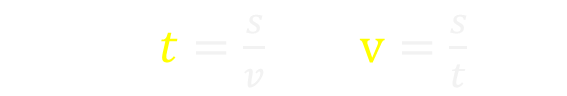 t = s/v v = s/t